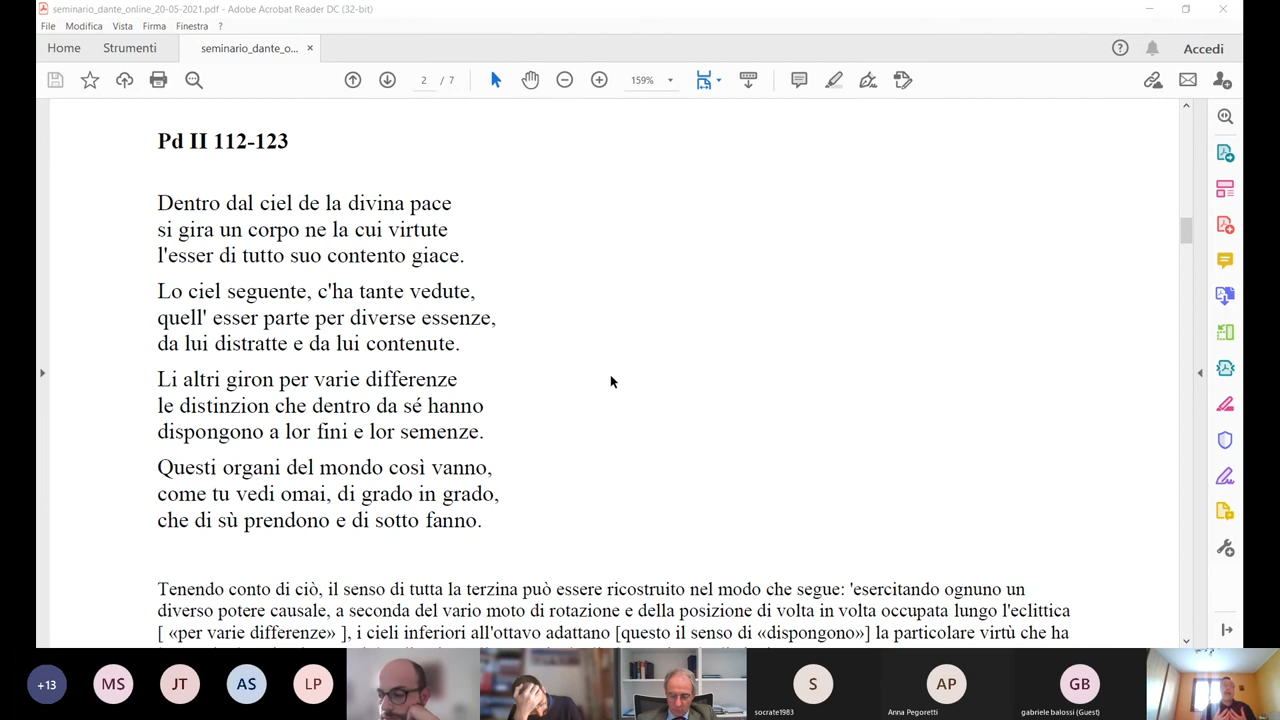 seminario_dante_online_20-05-2021.pdf - Adobe Acrobat Reader DC (32-bit)
File Modifica Vista Firma Finestra ?
Home Strumenti seminario_dante_o... × Accedi
2 / 7 159%
Pd II 112-123
Dentro dal ciel de la divina pace
si gira un corpo ne la cui virtute
l'esser di tutto suo contento giace.
Lo ciel seguente, c'ha tante vedute,
quell' esser parte per diverse essenze,
da lui distratte e da lui contenute.
Li altri giron per varie differenze
le distinzion che dentro da sé hanno
dispongono a lor fini e lor semenze.
Questi organi del mondo così vanno,
come tu vedi omai, di grado in grado,
che di sù prendono e di sotto fanno.
Tenendo conto di ciò, il senso di tutta la terzina può essere ricostruito nel modo che segue: 'esercitando ognuno un
diverso potere causale, a seconda del vario moto di rotazione e della posizione di volta in volta occupata lungo l'eclittica
[ «per varie differenze» ], i cieli inferiori all'ottavo adattano [questo il senso di «dispongono»] la particolare virtù che ha
+13 MS JT AS LP S AP GB
socrate1983 Anna Pegoretti gabriele balossi (Guest)